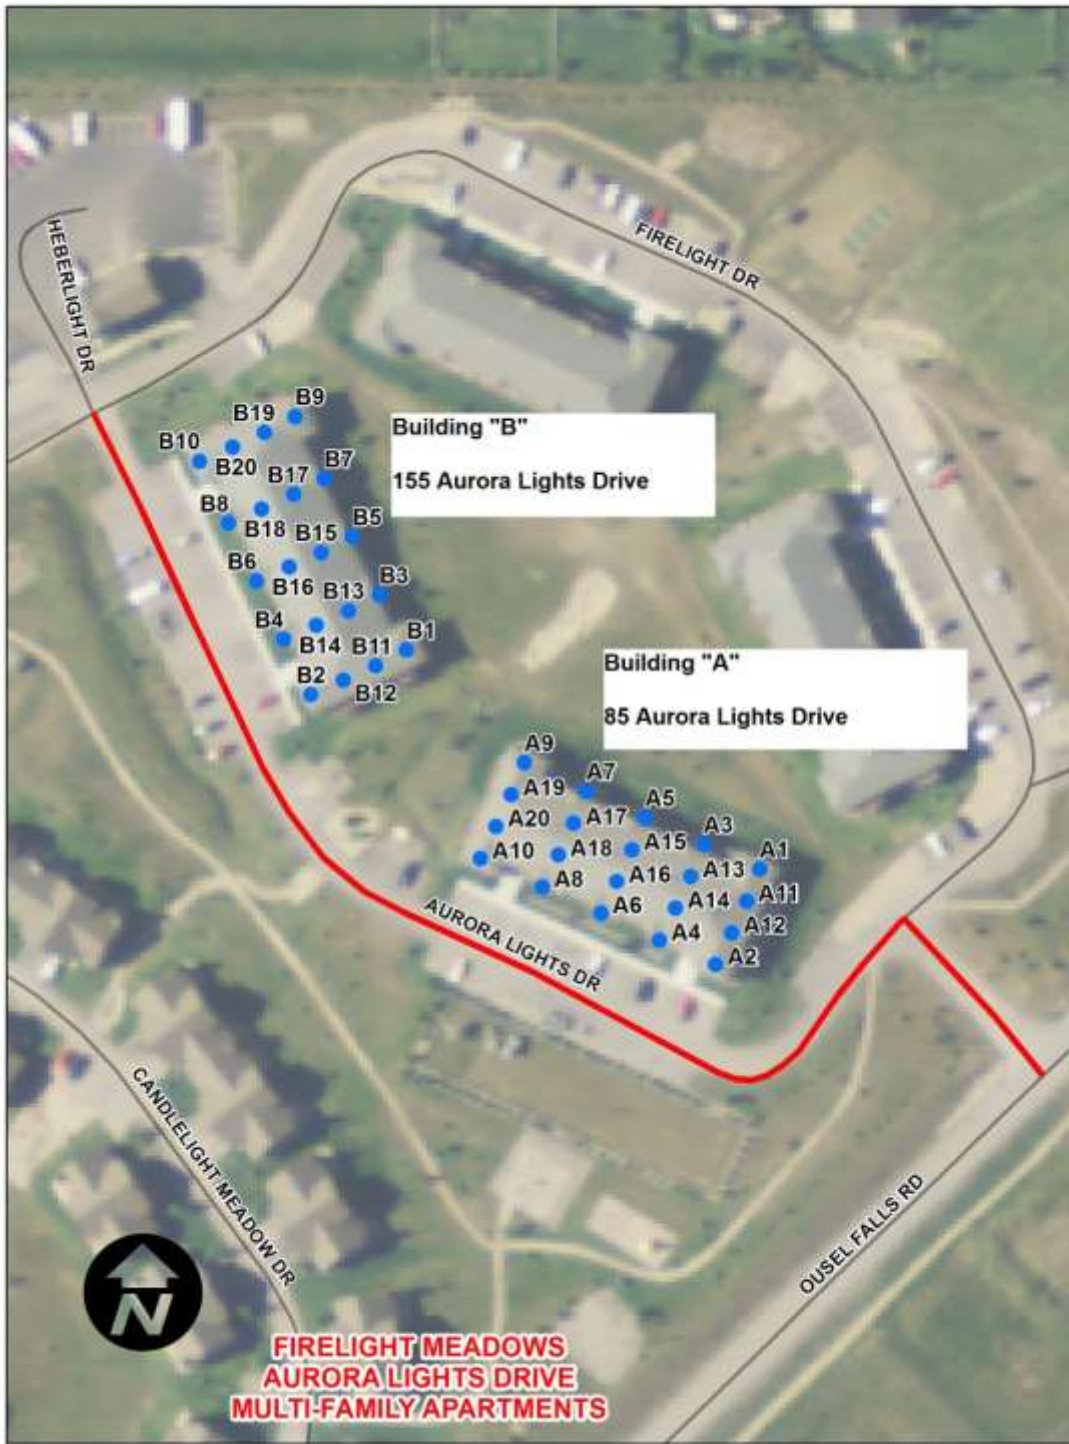 HEBERLIGHT DR
FIRELIGHT DR
B9
B19
B10
B20
Building "B"
155 Aurora Lights Drive
B7
B17
B8
B18
B5
B15
B6
B16
B3
B13
B4
B14
B1
B11
B2
B12
Building "A"
85 Aurora Lights Drive
A9
A7
A19
A5
A20
A17
A3
A10
A18
A15
A1
A8
A16
A13
A11
A6
A14
A12
A4
A2
AURORA LIGHTS DR
CANDLELIGHT MEADOW DR
OUSEL FALLS RD
N
FIRELIGHT MEADOWS
AURORA LIGHTS DRIVE
MULTI-FAMILY APARTMENTS